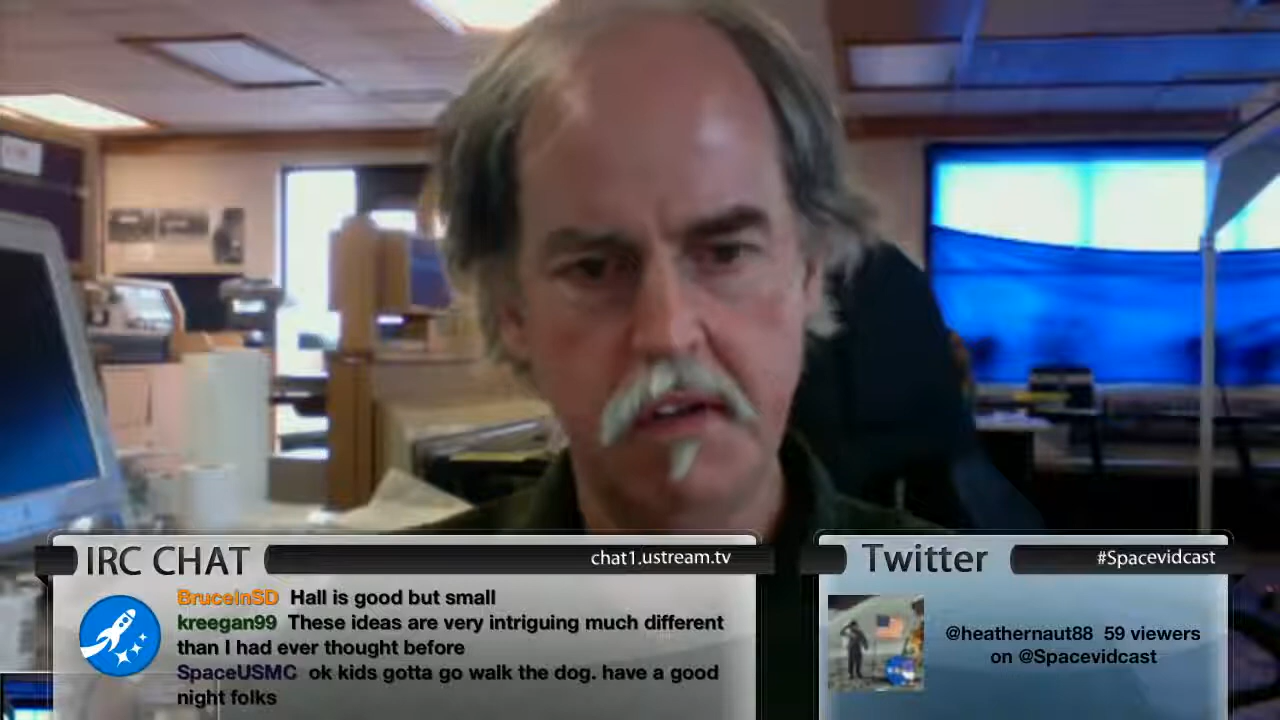 IRC CHAT
chat1.ustream.tv
BruceInSD Hall is good but small
kreegan99 These ideas are very intriguing much different
than I had ever thought before
SpaceUSMC ok kids gotta go walk the dog. have a good
night folks
Twitter
#Spacevidcast
@heathernaut88 59 viewers
on @Spacevidcast